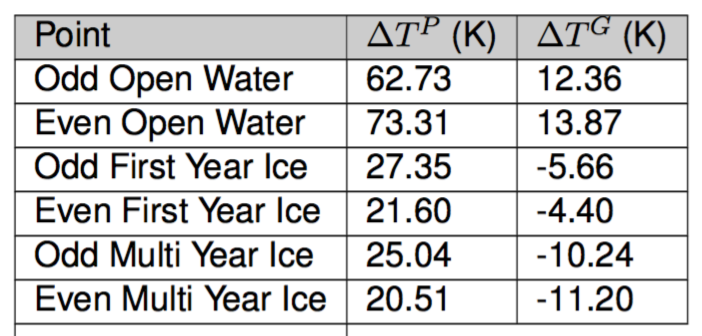 Point ΔT^P (K) ΔT^G (K)
Odd Open Water 62.73 12.36
Even Open Water 73.31 13.87
Odd First Year Ice 27.35 -5.66
Even First Year Ice 21.60 -4.40
Odd Multi Year Ice 25.04 -10.24
Even Multi Year Ice 20.51 -11.20